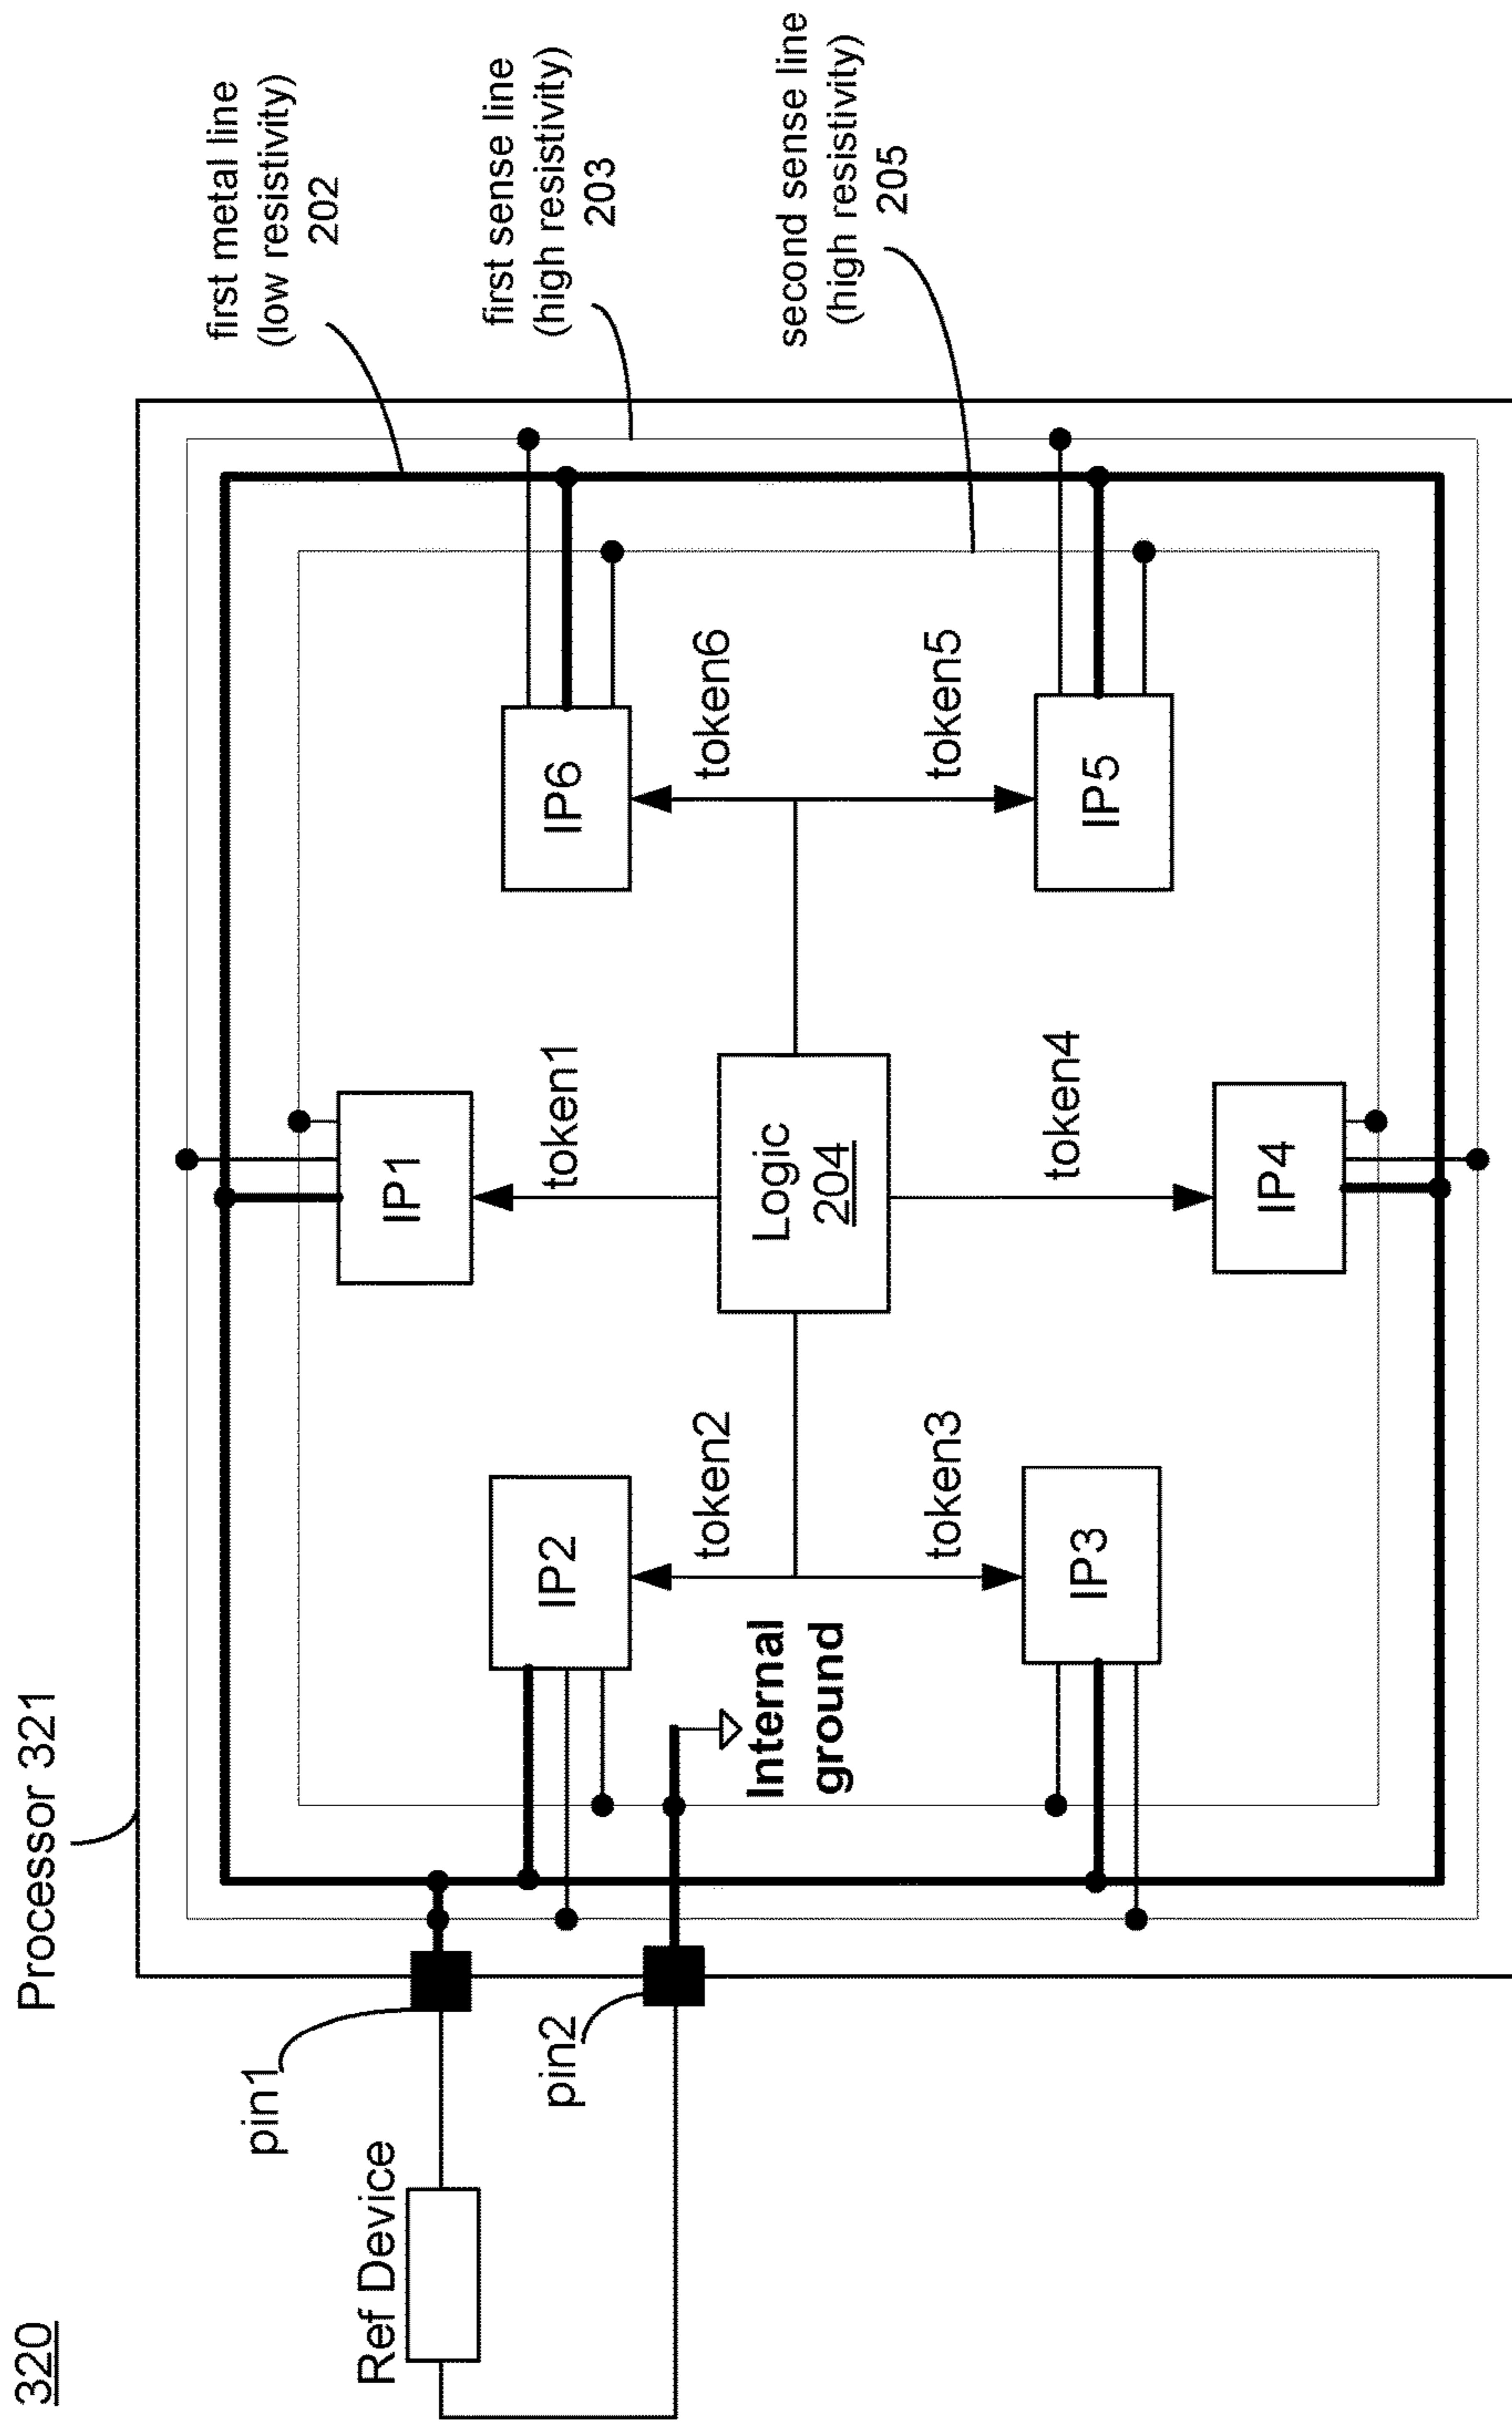 320
Processor 321
Ref Device
pin1
pin2
first metal line
(low resistivity)
202
first sense line
(high resistivity)
203
second sense line
(high resistivity)
205
IP1
IP2
IP6
token1
token2
token6
Internal
ground
Logic
204
token3
token4
token5
IP3
IP4
IP5